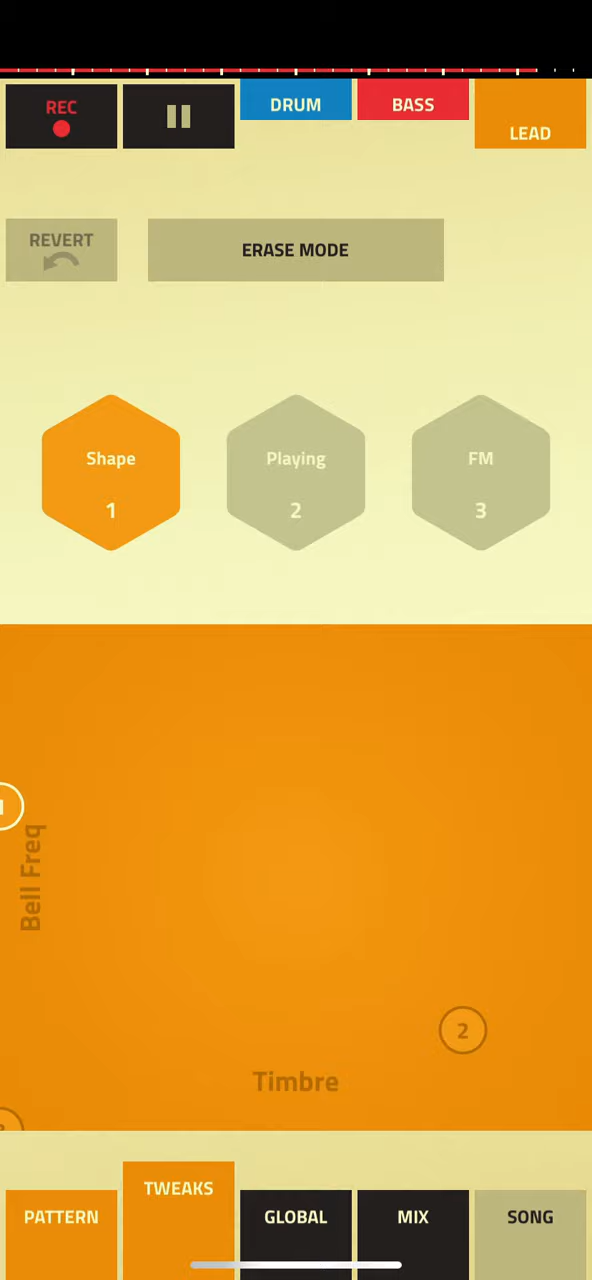 REC
DRUM
BASS
LEAD
REVERT
ERASE MODE
Shape
Playing
FM
1
2
3
Bell Freq
2
Timbre
PATTERN
TWEAKS
GLOBAL
MIX
SONG